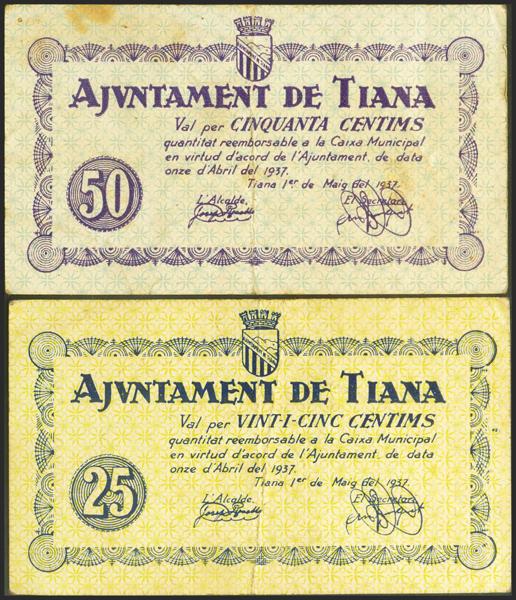 AJVNTAMENT DE TIANA
Val per CINQUANTA CENTIMS
quantitat reemborsable a la Caixa Municipal
en virtud d'acord de l'Ajuntament, de data
onze d'Abril del 1937.
Tiana 1er de Maig del 1937.
L'Alcalde, El Secretari
50
AJVNTAMENT DE TIANA
Val per VINT-I-CINC CENTIMS
quantitat reemborsable a la Caixa Municipal
en virtud d'acord de l'Ajuntament, de data
onze d'Abril del 1937.
Tiana 1er de Maig del 1937.
L'Alcalde, El Secretari
25